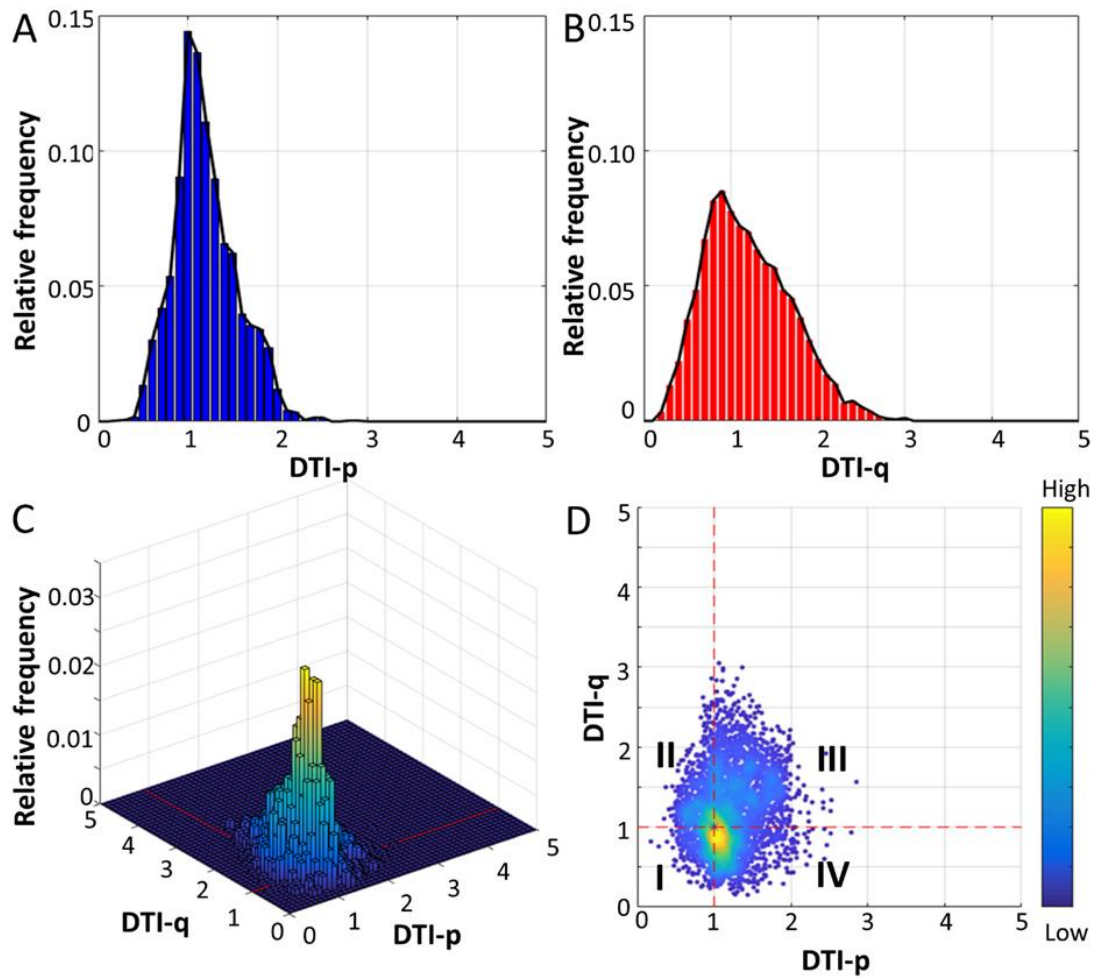 A
0.15
0.10
0.05
0
Relative frequency
0 1 2 3 4 5
DTI-p
B
0.15
0.10
0.05
0
Relative frequency
0 1 2 3 4 5
DTI-q
C
0.03
0.02
0.01
0
Relative frequency
5 4 3 2 1 0
DTI-q
0 1 2 3 4 5
DTI-p
D
5
4
3
2
1
0
DTI-q
II
III
I
IV
0 1 2 3 4 5
DTI-p
High
Low